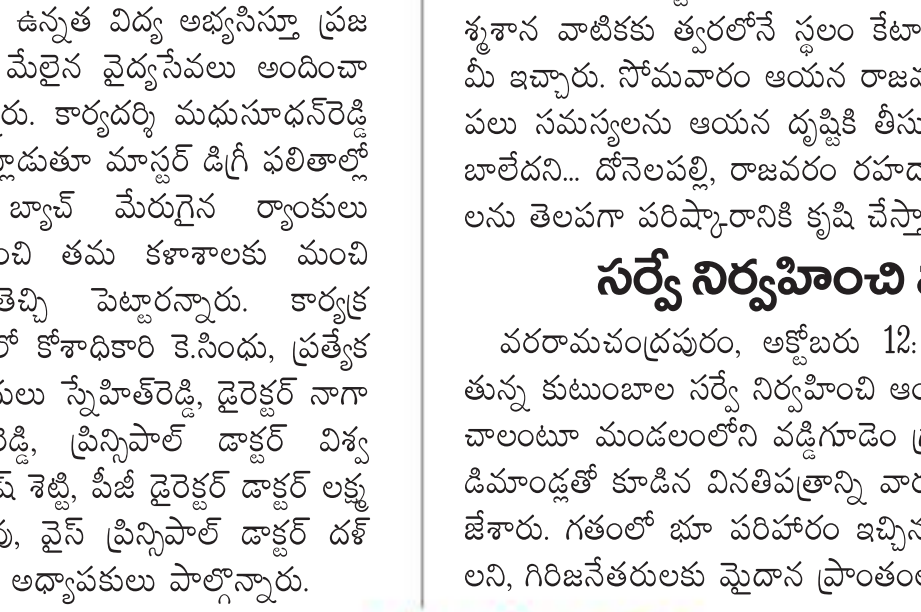 ఉన్నత విద్య అభ్యసిస్తూ ప్రజ
మేలైన వైద్యసేవలు అందించా
రు. కార్యదర్శి మధుసూధన్‌రెడ్డి
డుతూ మాస్టర్ డిగ్రీ ఫలితాల్లో
బ్యాచ్ మేరుగైన ర్యాంకులు
ంచి తమ కళాశాలకు మంచి
తెచ్చి పెట్టారన్నారు. కార్యక్ర
లో కోశాధికారి కె.సింధు, ప్రత్యేక
స్నేహిత్‌రెడ్డి, డైరెక్టర్ నాగా
రెడ్డి, ప్రిన్సిపాల్ డాక్టర్ విశ్వ
ష్ శెట్టి, పీజీ డైరెక్టర్ డాక్టర్ లక్ష్మ
వైస్ ప్రిన్సిపాల్ డాక్టర్ దళ్
అధ్యాపకులు పాల్గొన్నారు.
శ్మశాన వాటికకు త్వరలోనే స్థలం కేటా
మీ ఇచ్చారు. సోమవారం ఆయన రాజవ
పలు సమస్యలను ఆయన దృష్టికి తీసు
బాలేదని... దోనెలపల్లి, రాజవరం రహద
లను తెలపగా పరిష్కారానికి కృషి చేస్తా
సర్వే నిర్వహించి
వరరామచంద్రపురం, అక్టోబరు 12:
తున్న కుటుంబాల సర్వే నిర్వహించి ఆం
చాలంటూ మండలంలోని వడ్డిగూడెం గ్ర
డిమాండ్లతో కూడిన వినతిపత్రాన్ని వార
జేశారు. గతంలో భూ పరిహారం ఇచ్చిన
లని, గిరిజనేతరులకు మైదాన ప్రాంతంల